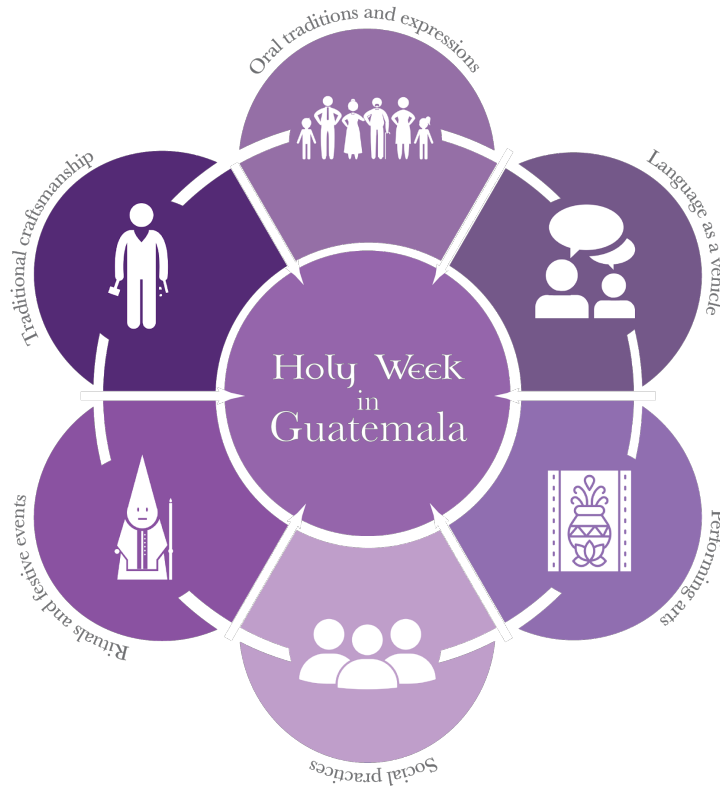 Oral traditions and expressions
Language as a vehicle
Performing arts
Social practices
Rituals and festive events
Traditional craftsmanship
Holy Week
in
Guatemala